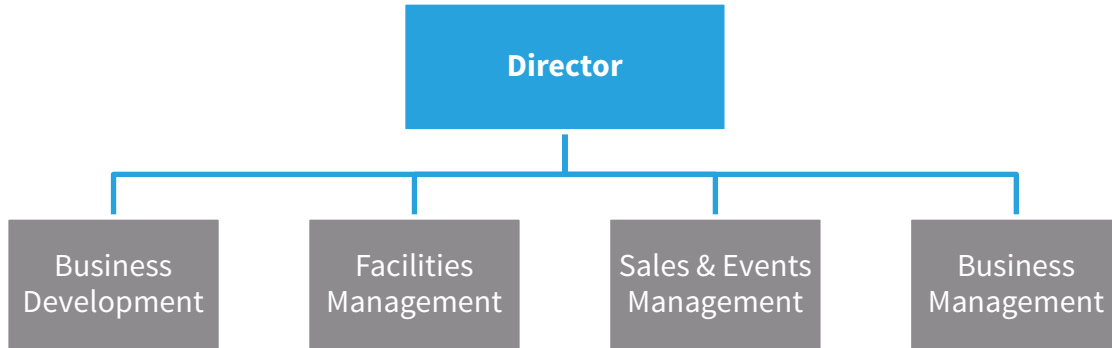 Director
Business
Development
Facilities
Management
Sales & Events
Management
Business
Management